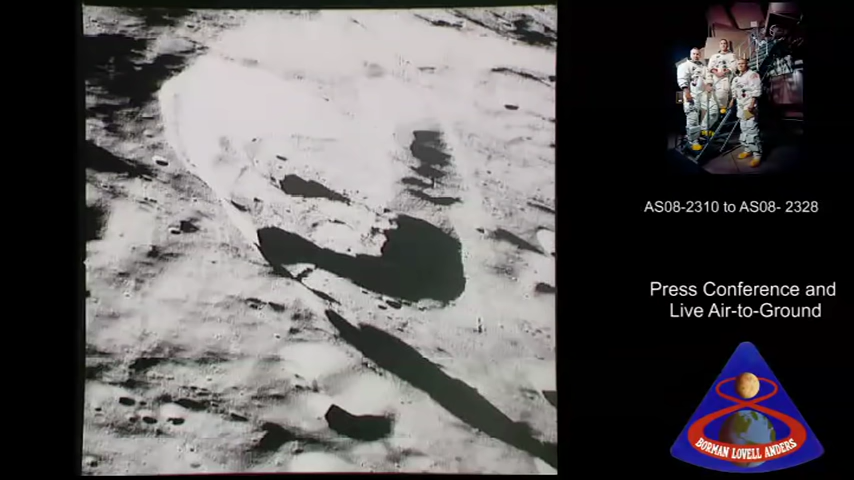 AS08-2310 to AS08- 2328
Press Conference and
Live Air-to-Ground
BORMAN LOVELL ANDERS